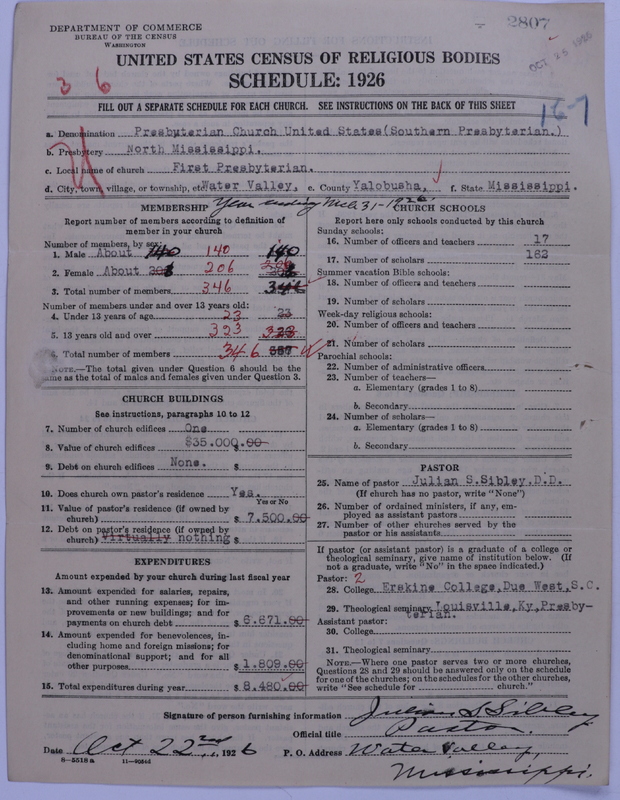 DEPARTMENT OF COMMERCE
BUREAU OF THE CENSUS
WASHINGTON
2807
OCT 25 1926
UNITED STATES CENSUS OF RELIGIOUS BODIES
SCHEDULE: 1926
3 6
FILL OUT A SEPARATE SCHEDULE FOR EACH CHURCH. SEE INSTRUCTIONS ON THE BACK OF THIS SHEET
16-7
a. Denomination Presbyterian Church United States(Southern Presbyterian.)
b. Presbytery North Mississippi.
c. Local name of church First Presbyterian.
d. City, town, village, or township, etc. Water Valley, e. County Yalobusha, f. State Mississippi.
Year ending Mch 31-1926.
MEMBERSHIP
Report number of members according to definition of
member in your church
Number of members, by sex:
1. Male About 140 140 140
2. Female About 206
3. Total number of members 346 346
Number of members under and over 13 years old:
4. Under 13 years of age 23 23
5. 13 years old and over 323 323
6. Total number of members 346
NOTE.—The total given under Question 6 should be
same as the total of males and females given under Question 3.
CHURCH BUILDINGS
See instructions, paragraphs 10 to 12
7. Number of church edifices One
8. Value of church edifices $35.000.00
9. Debt on church edifices None. $
10. Does church own pastor's residence Yes.
Yes or No
11. Value of pastor's residence (if owned by
church) $ 7,500.00
12. Debt on pastor's residence (if owned by
church) virtually nothing $
EXPENDITURES
Amount expended by your church during last fiscal year
13. Amount expended for salaries, repairs,
and other running expenses; for im-
provements or new buildings; and for
payments on church debt $ 6.671.00
14. Amount expended for benevolences, in-
cluding home and foreign missions; for
denominational support; and for all
other purposes $ 1.809.00
15. Total expenditures during year $ 8.480.00
CHURCH SCHOOLS
Report here only schools conducted by this church
Sunday schools:
16. Number of officers and teachers 17
17. Number of scholars 162
Summer vacation Bible schools:
18. Number of officers and teachers
19. Number of scholars
Week-day religious schools:
20. Number of officers and teachers
21. Number of scholars
Parochial schools:
22. Number of administrative officers
23. Number of teachers—
a. Elementary (grades 1 to 8)
b. Secondary
24. Number of scholars—
a. Elementary (grades 1 to 8)
b. Secondary
PASTOR
25. Name of pastor Julian S.Sibley,D.D.
(If church has no pastor, write "None")
26. Number of ordained ministers, if any, em-
ployed as assistant pastors
27. Number of other churches served by the
pastor or his assistants
If pastor (or assistant pastor) is a graduate of a college or
theological seminary, give name of institution below. (If
not a graduate, write "No" in the space indicated.)
Pastor: 2
28. College Erskine College,Due West,S.C.
29. Theological seminary Louisville,Ky,Presby-
terian.
Assistant pastor:
30. College
31. Theological seminary
NOTE.—Where one pastor serves two or more churches,
Questions 28 and 29 should be answered only on the schedule
for one of the churches; on the schedules for the other churches,
write "See schedule for church."
Signature of person furnishing information Julian S Sibley
Official title Pastor.
Date Oct 22nd, 1926 P. O. Address Water Valley,
8-5518a 11-90544 Mississippi.